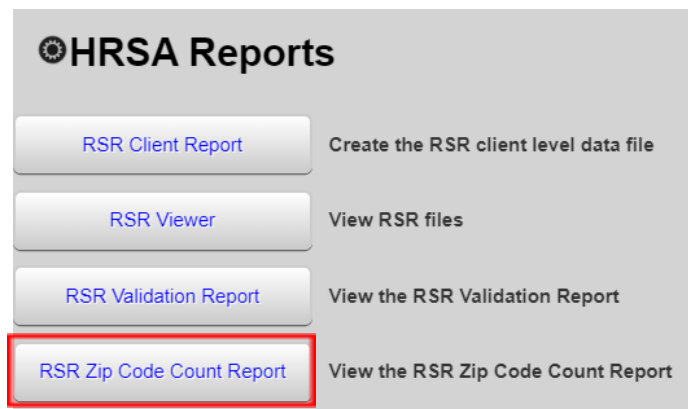 HRSA Reports
RSR Client Report Create the RSR client level data file
RSR Viewer View RSR files
RSR Validation Report View the RSR Validation Report
RSR Zip Code Count Report View the RSR Zip Code Count Report